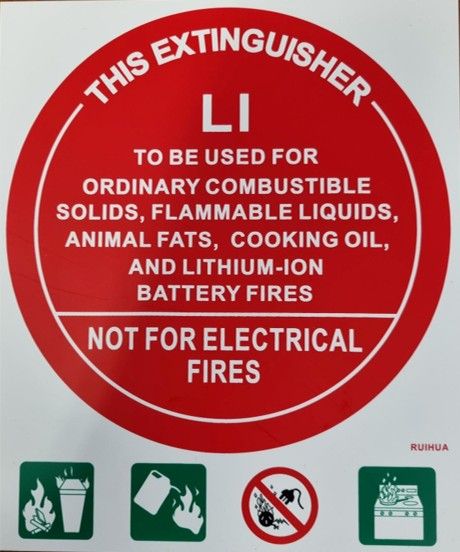 THIS EXTINGUISHER
LI
TO BE USED FOR
ORDINARY COMBUSTIBLE
SOLIDS, FLAMMABLE LIQUIDS,
ANIMAL FATS, COOKING OIL,
AND LITHIUM-ION
BATTERY FIRES
NOT FOR ELECTRICAL
FIRES
RUIHUA